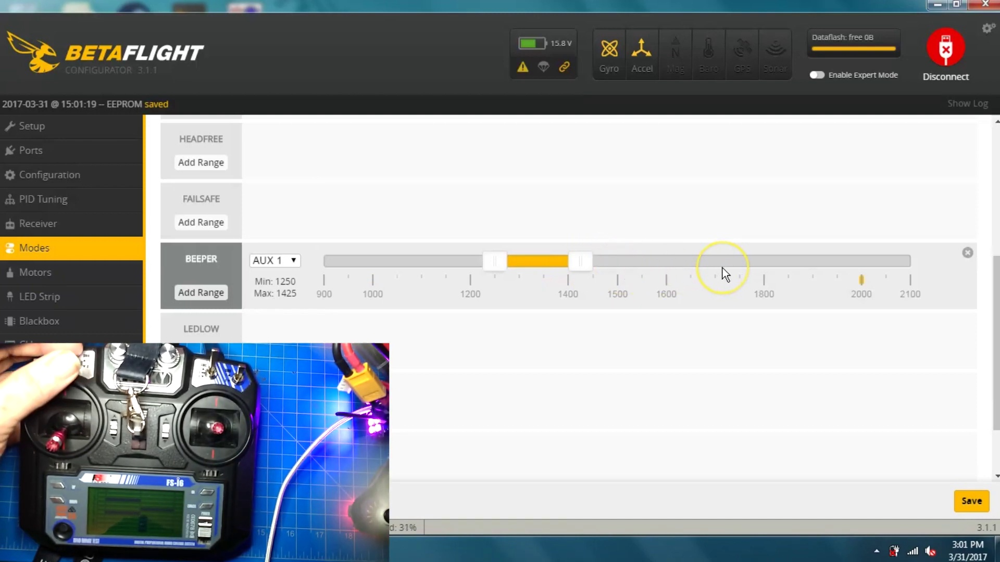 BETAFLIGHT
CONFIGURATOR 3.1.1
15.8 V
Gyro
Accel
Mag
Baro
GPS
Sonar
Dataflash: free 0B
Enable Expert Mode
Disconnect
2017-03-31 @ 15:01:19 -- EEPROM saved
Show Log
Setup
Ports
Configuration
PID Tuning
Receiver
Modes
Motors
LED Strip
Blackbox
HEADFREE
Add Range
FAILSAFE
Add Range
BEEPER
Add Range
AUX 1
Min: 1250
Max: 1425
900 1000 1200 1400 1500 1600 1800 2000 2100
LEDLOW
FS-i6
15 16 17 18
Save
d: 31%
3.1.1
3:01 PM
3/31/2017